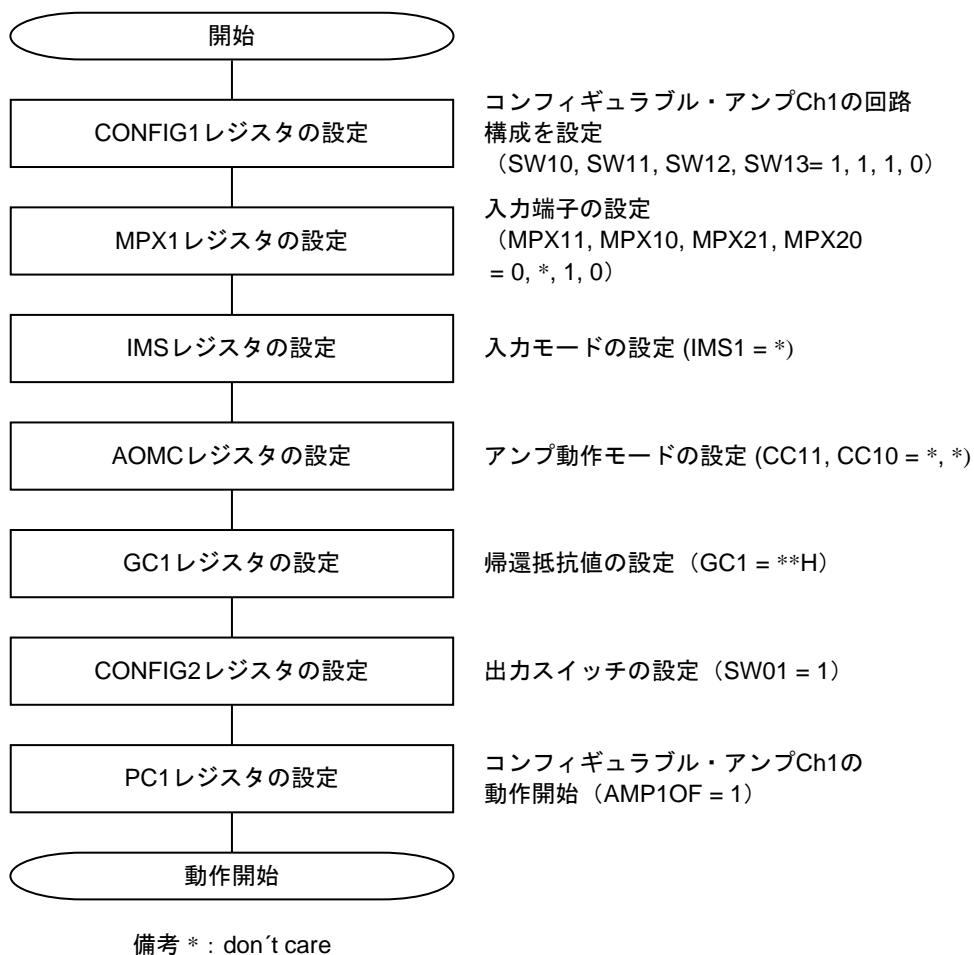 開始
CONFIG1レジスタの設定
コンフィギュラブル・アンプCh1の回路
構成を設定
（SW10, SW11, SW12, SW13= 1, 1, 1, 0）
MPX1レジスタの設定
入力端子の設定
（MPX11, MPX10, MPX21, MPX20
= 0, *, 1, 0）
IMSレジスタの設定
入力モードの設定 (IMS1 = *)
AOMCレジスタの設定
アンプ動作モードの設定 (CC11, CC10 = *, *)
GC1レジスタの設定
帰還抵抗値の設定（GC1 = **H）
CONFIG2レジスタの設定
出力スイッチの設定（SW01 = 1）
PC1レジスタの設定
コンフィギュラブル・アンプCh1の
動作開始（AMP1OF = 1）
動作開始
備考 *：don´t care